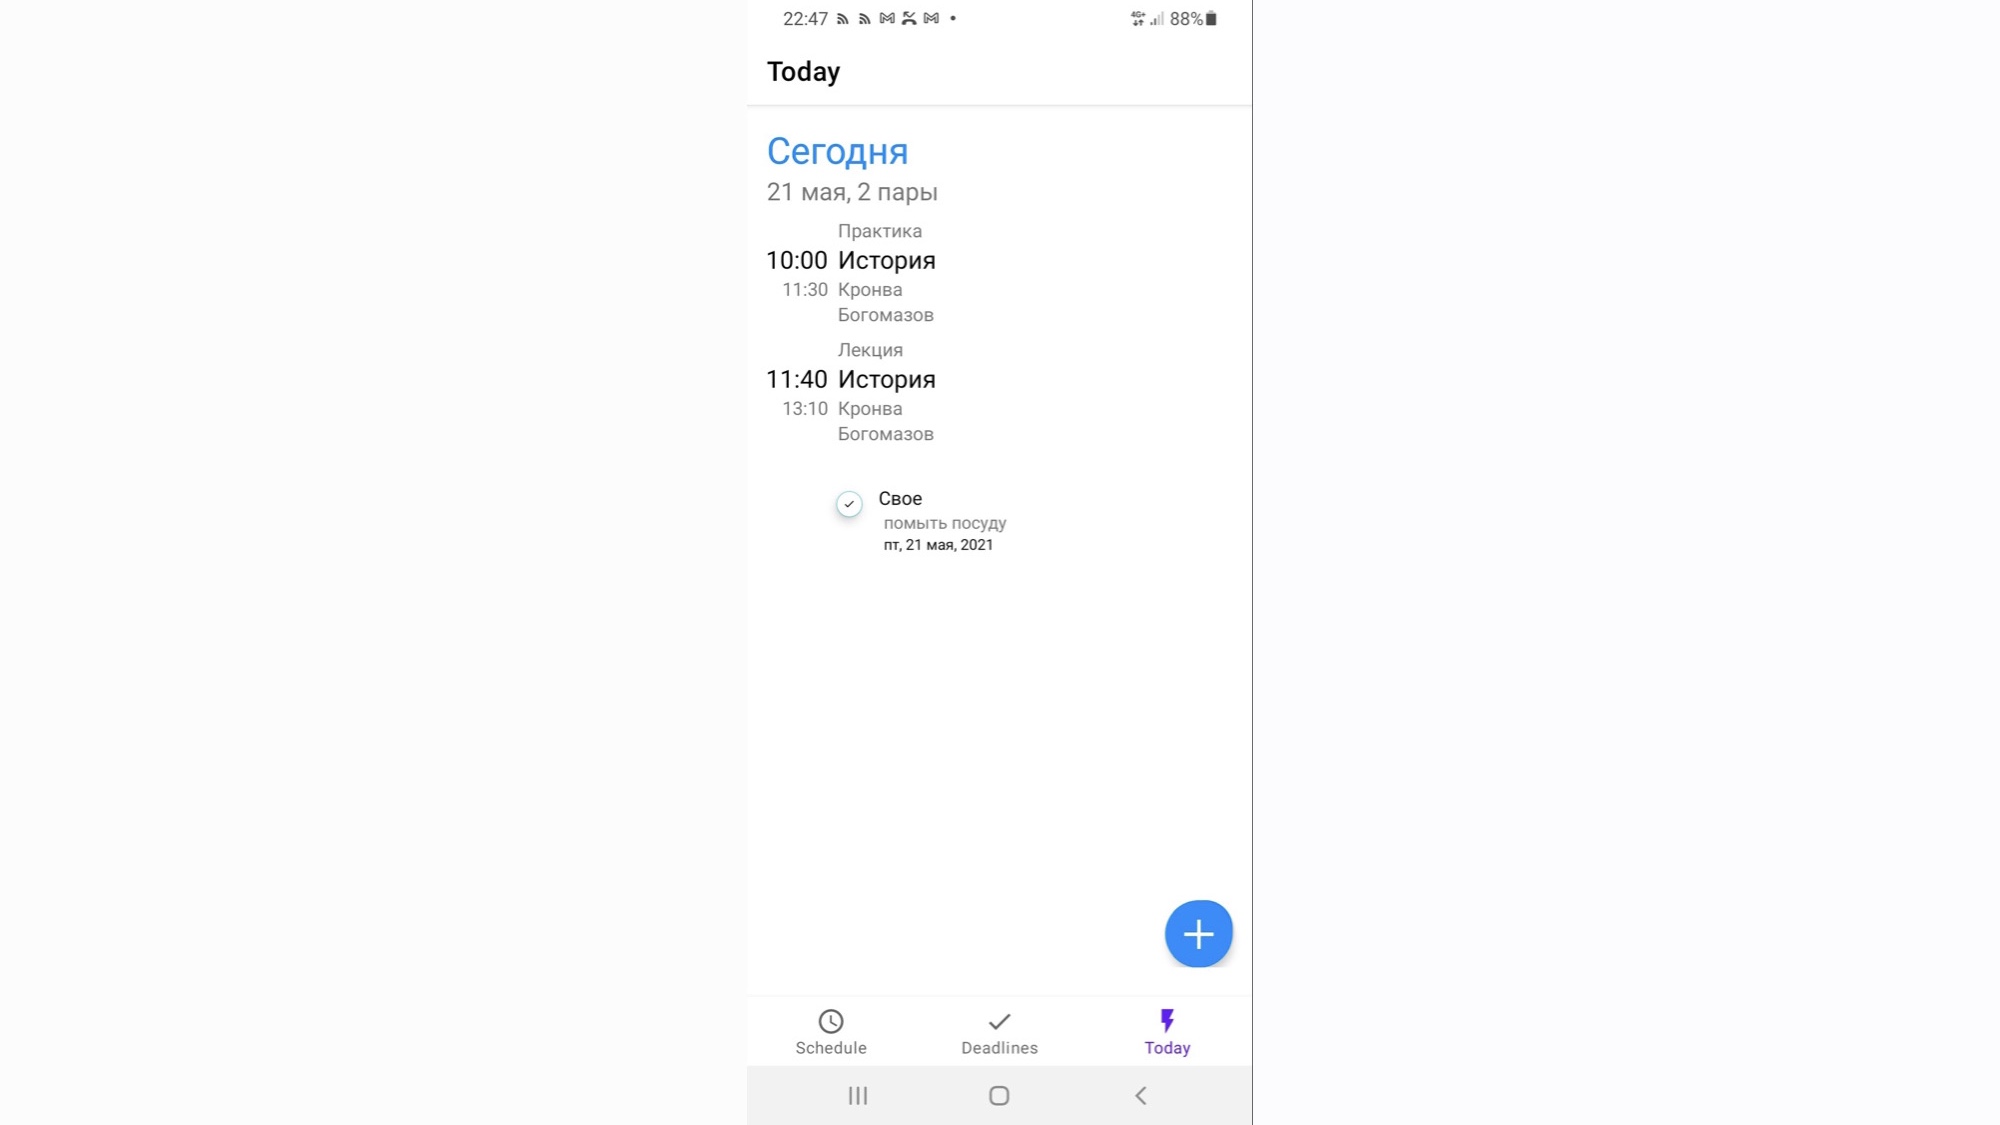 22:47 88%
Today
Сегодня
21 мая, 2 пары
Практика
10:00 История
11:30 Кронва
Богомазов
Лекция
11:40 История
13:10 Кронва
Богомазов
Свое
помыть посуду
пт, 21 мая, 2021
Schedule Deadlines Today